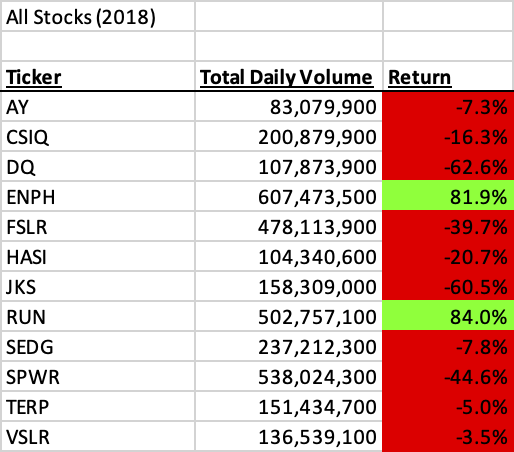 All Stocks (2018)
Ticker Total Daily Volume Return
AY 83,079,900 -7.3%
CSIQ 200,879,900 -16.3%
DQ 107,873,900 -62.6%
ENPH 607,473,500 81.9%
FSLR 478,113,900 -39.7%
HASI 104,340,600 -20.7%
JKS 158,309,000 -60.5%
RUN 502,757,100 84.0%
SEDG 237,212,300 -7.8%
SPWR 538,024,300 -44.6%
TERP 151,434,700 -5.0%
VSLR 136,539,100 -3.5%